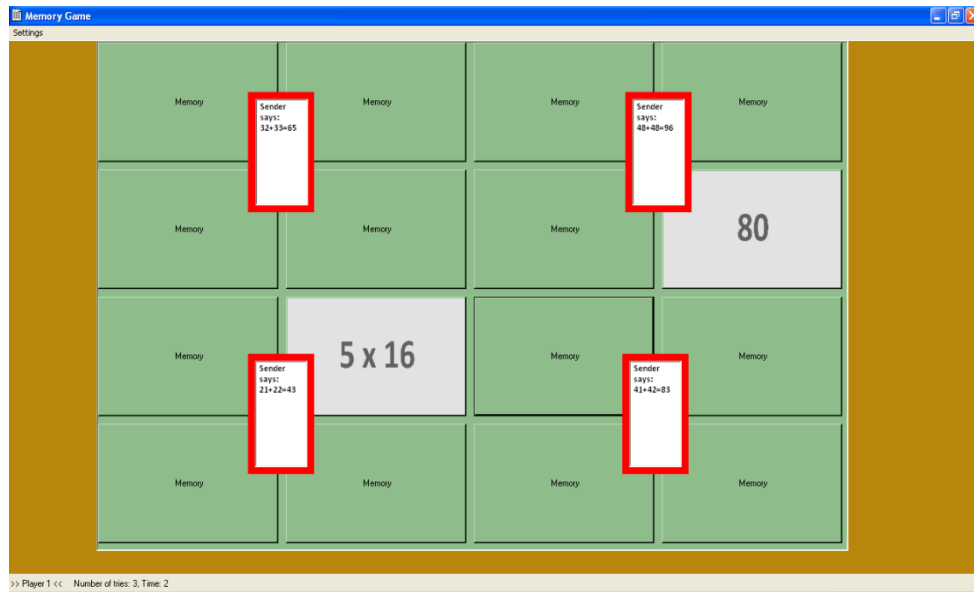 Memory Game
Settings
Memory
Memory
Memory
Memory
Sender
says:
32+33=65
Sender
says:
48+48=96
Memory
Memory
Memory
80
Memory
5 x 16
Memory
Memory
Sender
says:
21+22=43
Sender
says:
41+42=83
Memory
Memory
Memory
Memory
>> Player 1 << Number of tries: 3, Time: 2